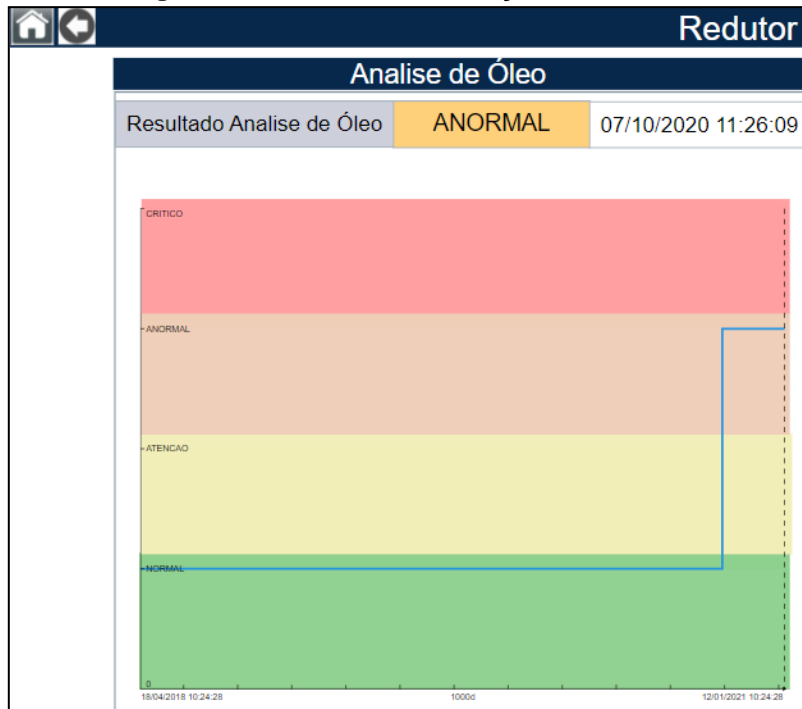 Redutor
Analise de Óleo
Resultado Analise de Óleo ANORMAL 07/10/2020 11:26:09
CRITICO
ANORMAL
ATENCAO
NORMAL
0
18/04/2018 10:24:28 1000d 12/01/2021 10:24:28